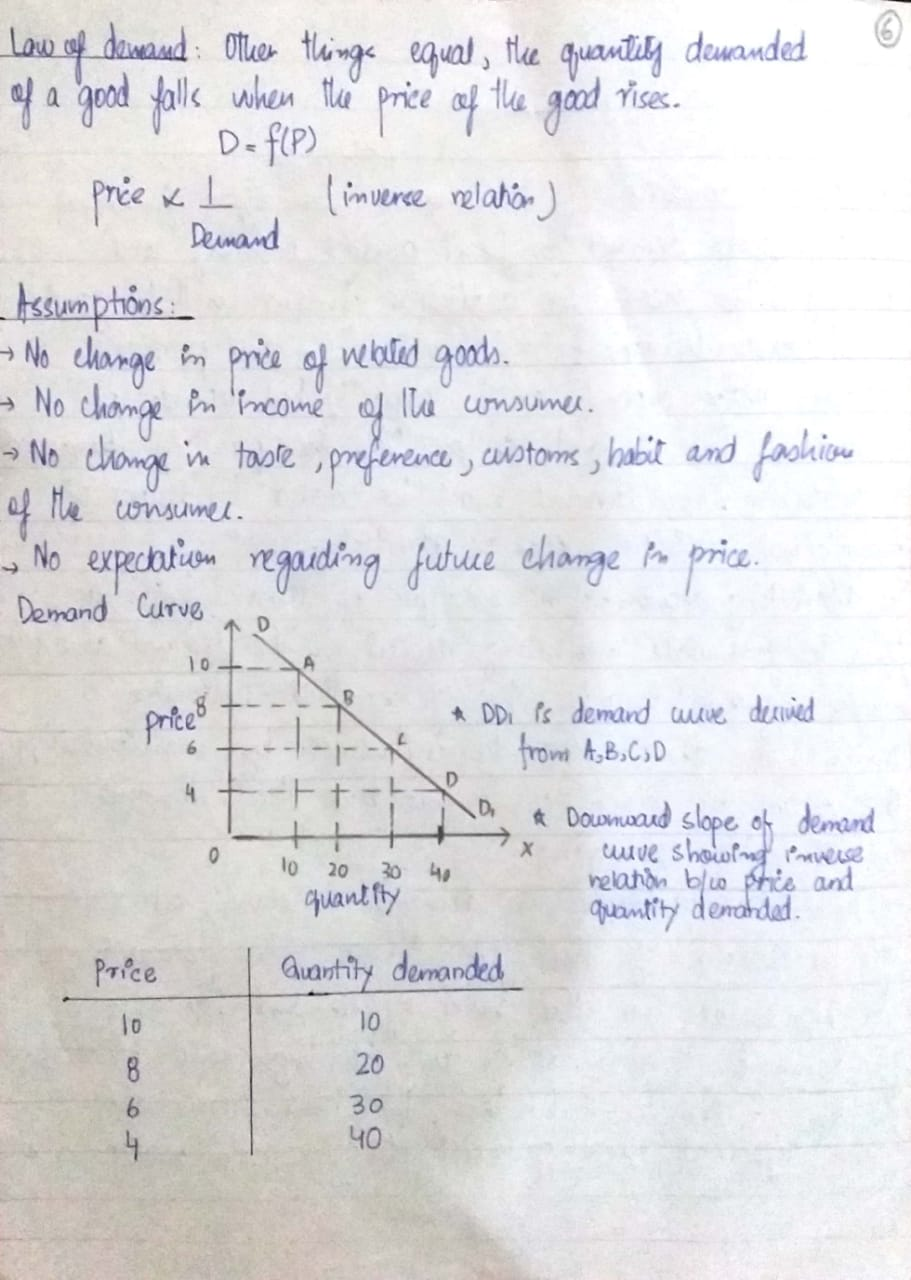 6
Law of demand: Other things equal, the quantity demanded
of a good falls when the price of the good rises.
D = f(P)
price ∝ 1 (inverse relation)
Demand
Assumptions:
→ No change in price of related goods.
→ No change in income of the consumer.
→ No change in taste, preference, customs, habit and fashion
of the consumer.
→ No expectation regarding future change in price.
Demand Curve
D
10 A
8 B
price
6 C
4 D
D₁
0 X
10 20 30 40
quantity
* DD₁ is demand curve derived
from A,B,C,D
* Downward slope of demand
curve showing inverse
relation b/w price and
quantity demanded.
Price Quantity demanded
10 10
8 20
6 30
4 40